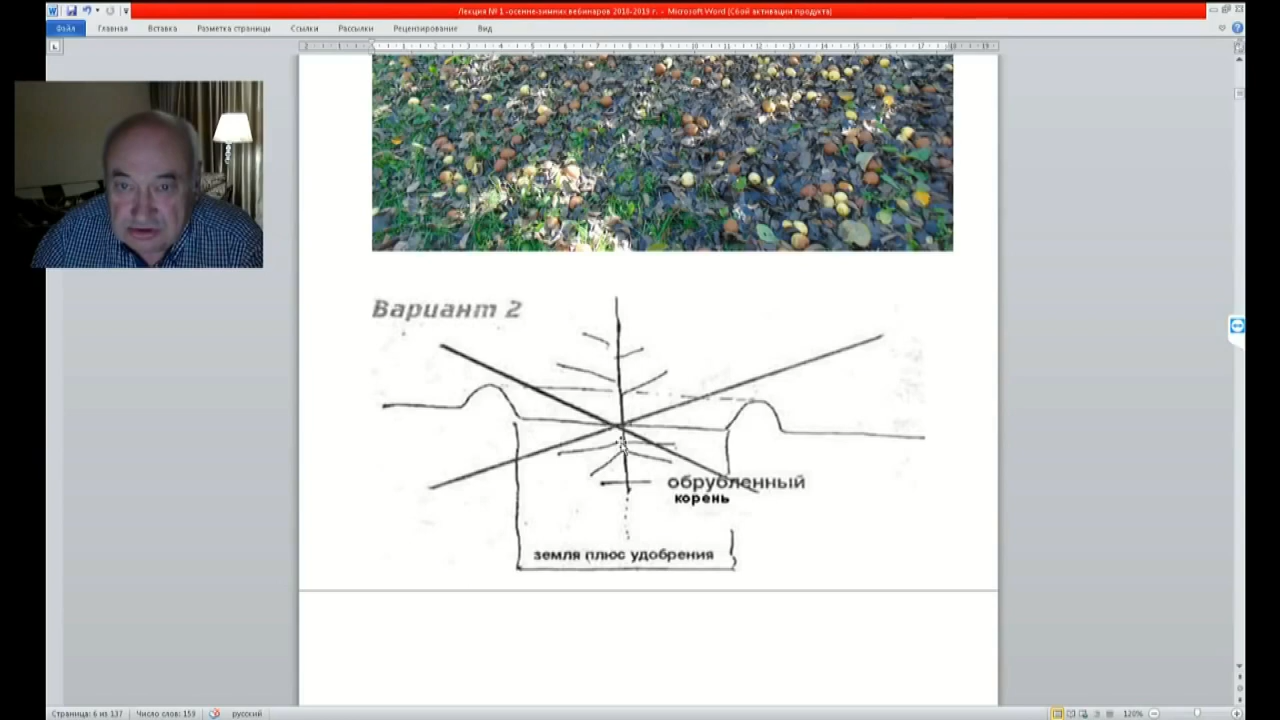 Лекция № 1 -осенне-зимних вебинаров 2018-2019 г. - Microsoft Word (Сбой активации продукта)
Файл Главная Вставка Разметка страницы Ссылки Рассылки Рецензирование Вид
Вариант 2
обрубленный
корень
земля плюс удобрения
Страница: 6 из 137 Число слов: 159 русский 120%